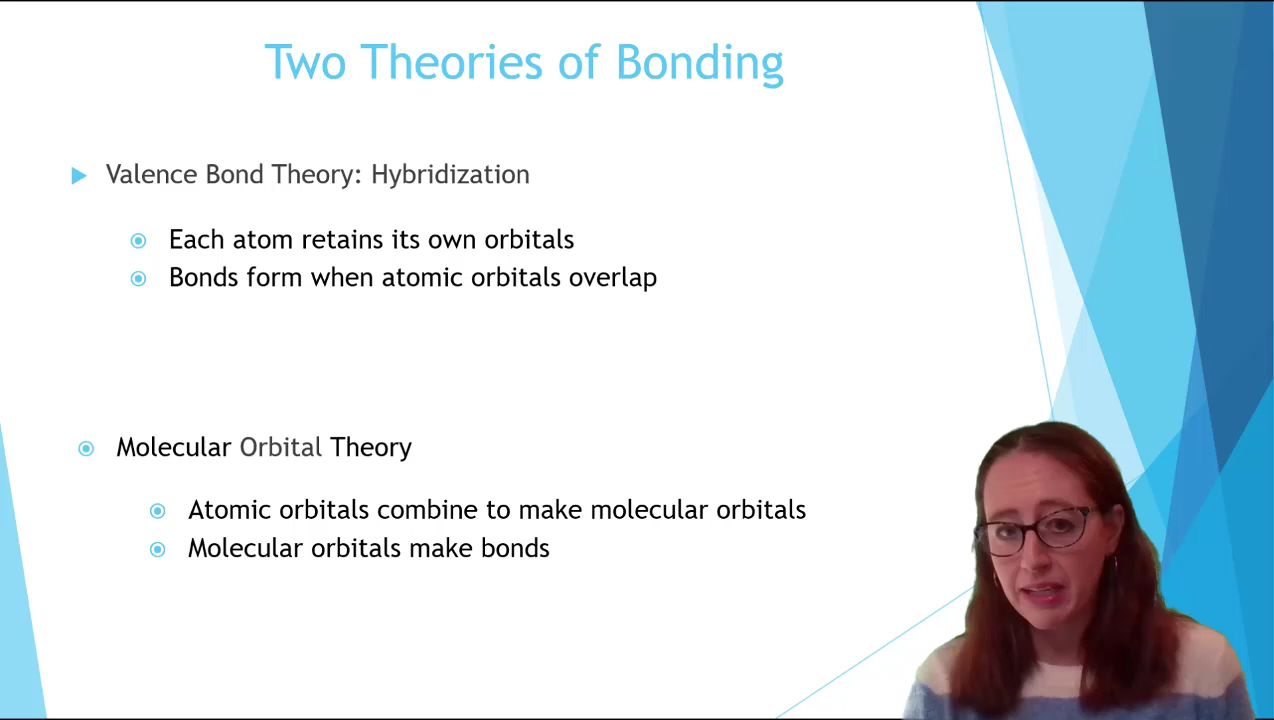 Two Theories of Bonding
Valence Bond Theory: Hybridization
Each atom retains its own orbitals
Bonds form when atomic orbitals overlap
Molecular Orbital Theory
Atomic orbitals combine to make molecular orbitals
Molecular orbitals make bonds